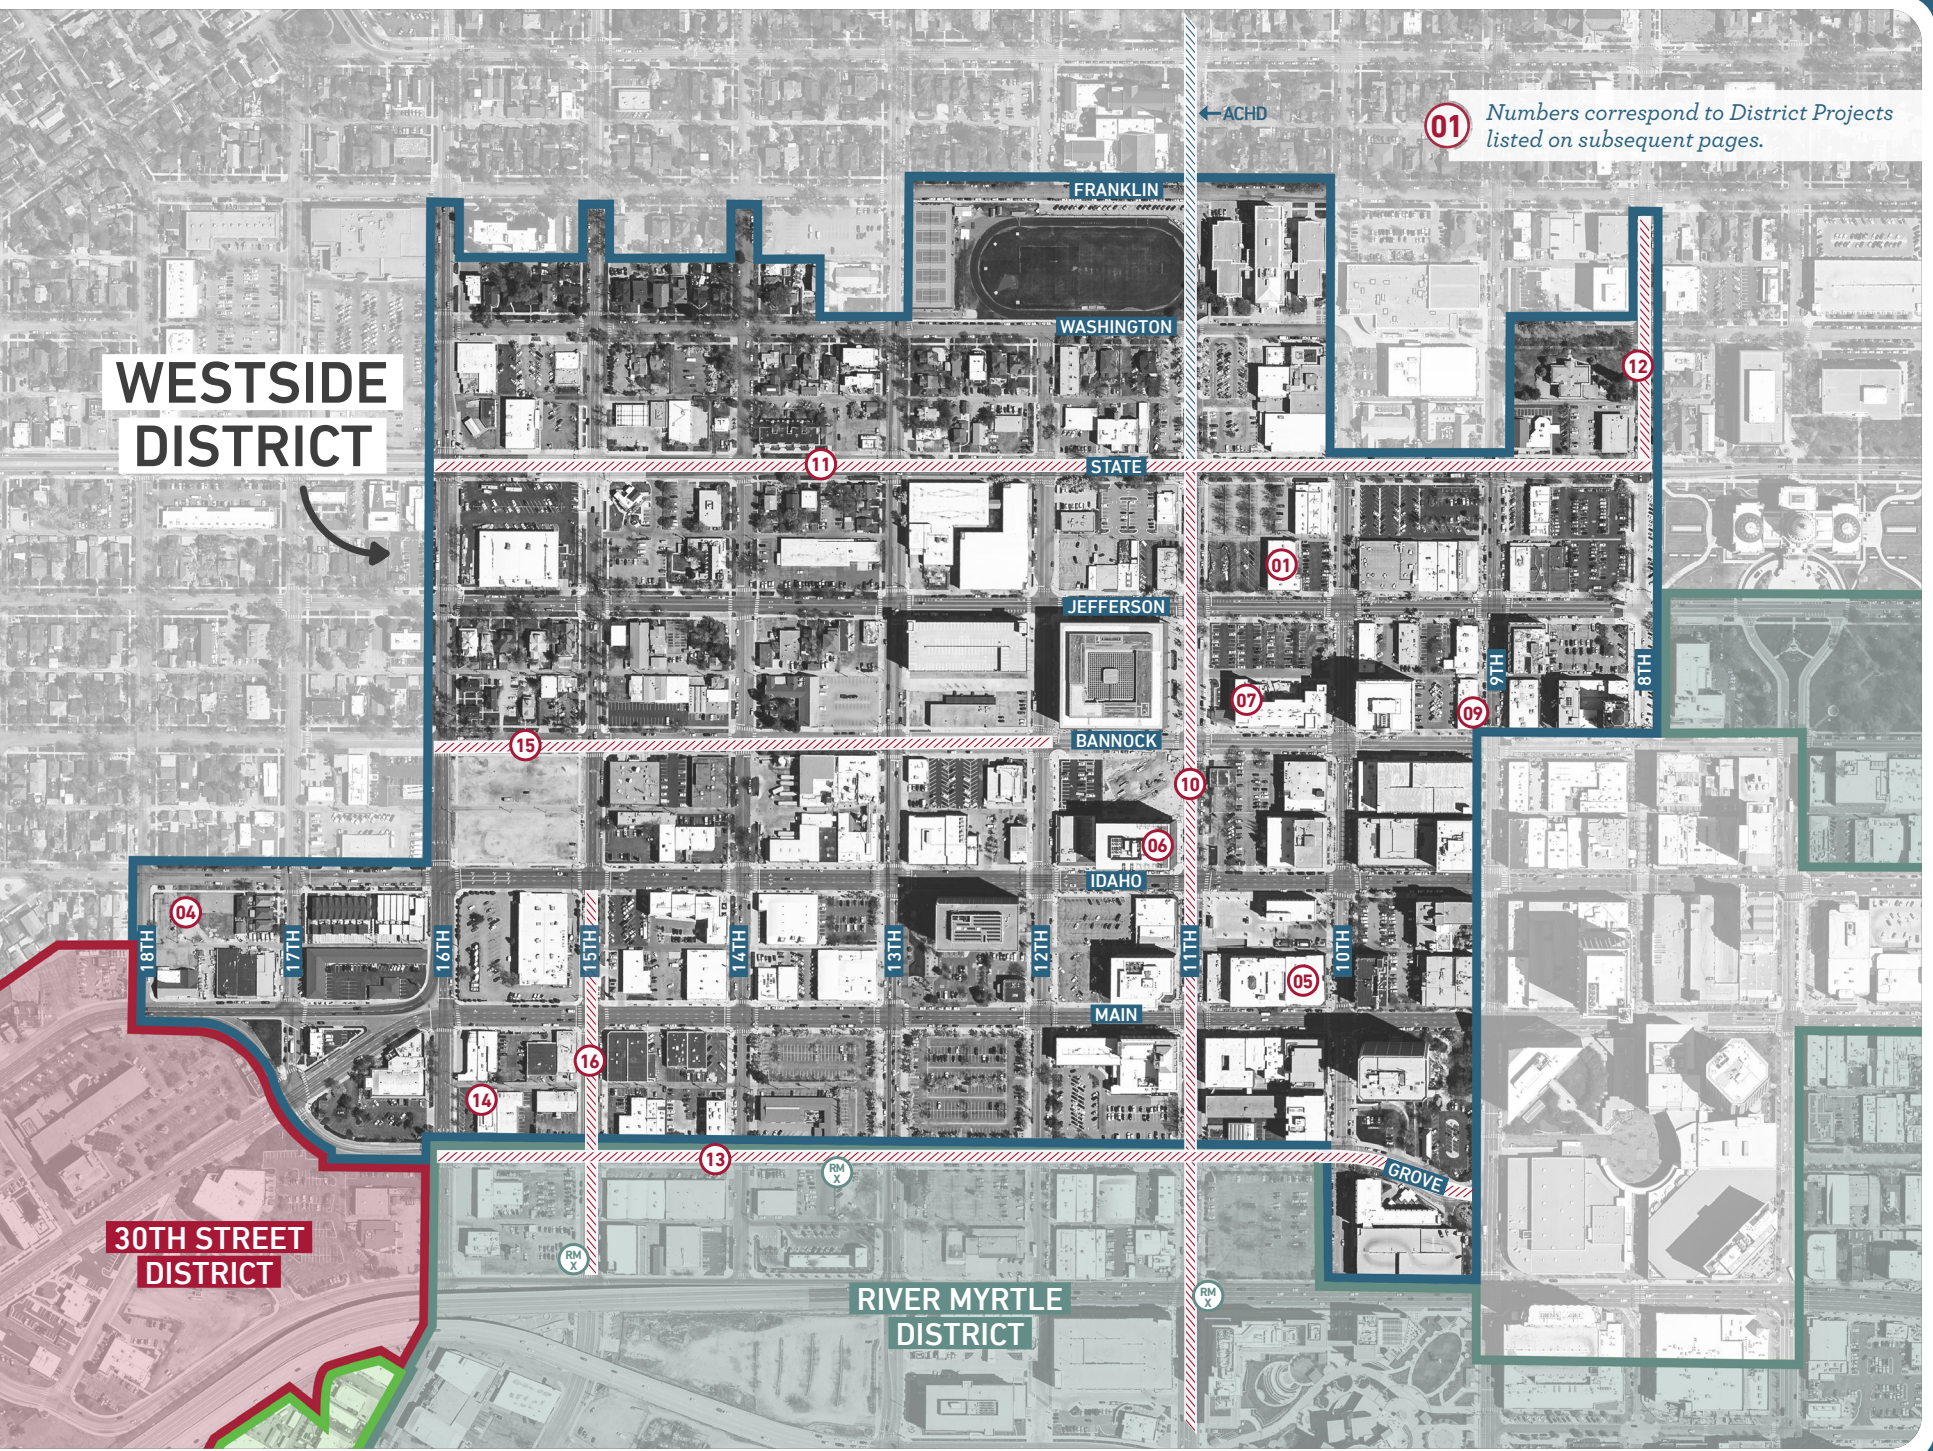 ACHD
01
Numbers correspond to District Projects
listed on subsequent pages.
FRANKLIN
WASHINGTON
12
WESTSIDE
DISTRICT
11
STATE
01
JEFFERSON
9TH
8TH
07
09
15
BANNOCK
10
06
IDAHO
04
18TH
17TH
16TH
15TH
14TH
13TH
12TH
11TH
10TH
05
MAIN
16
14
13
RM
X
GROVE
30TH STREET
DISTRICT
RM
X
RM
X
RIVER MYRTLE
DISTRICT